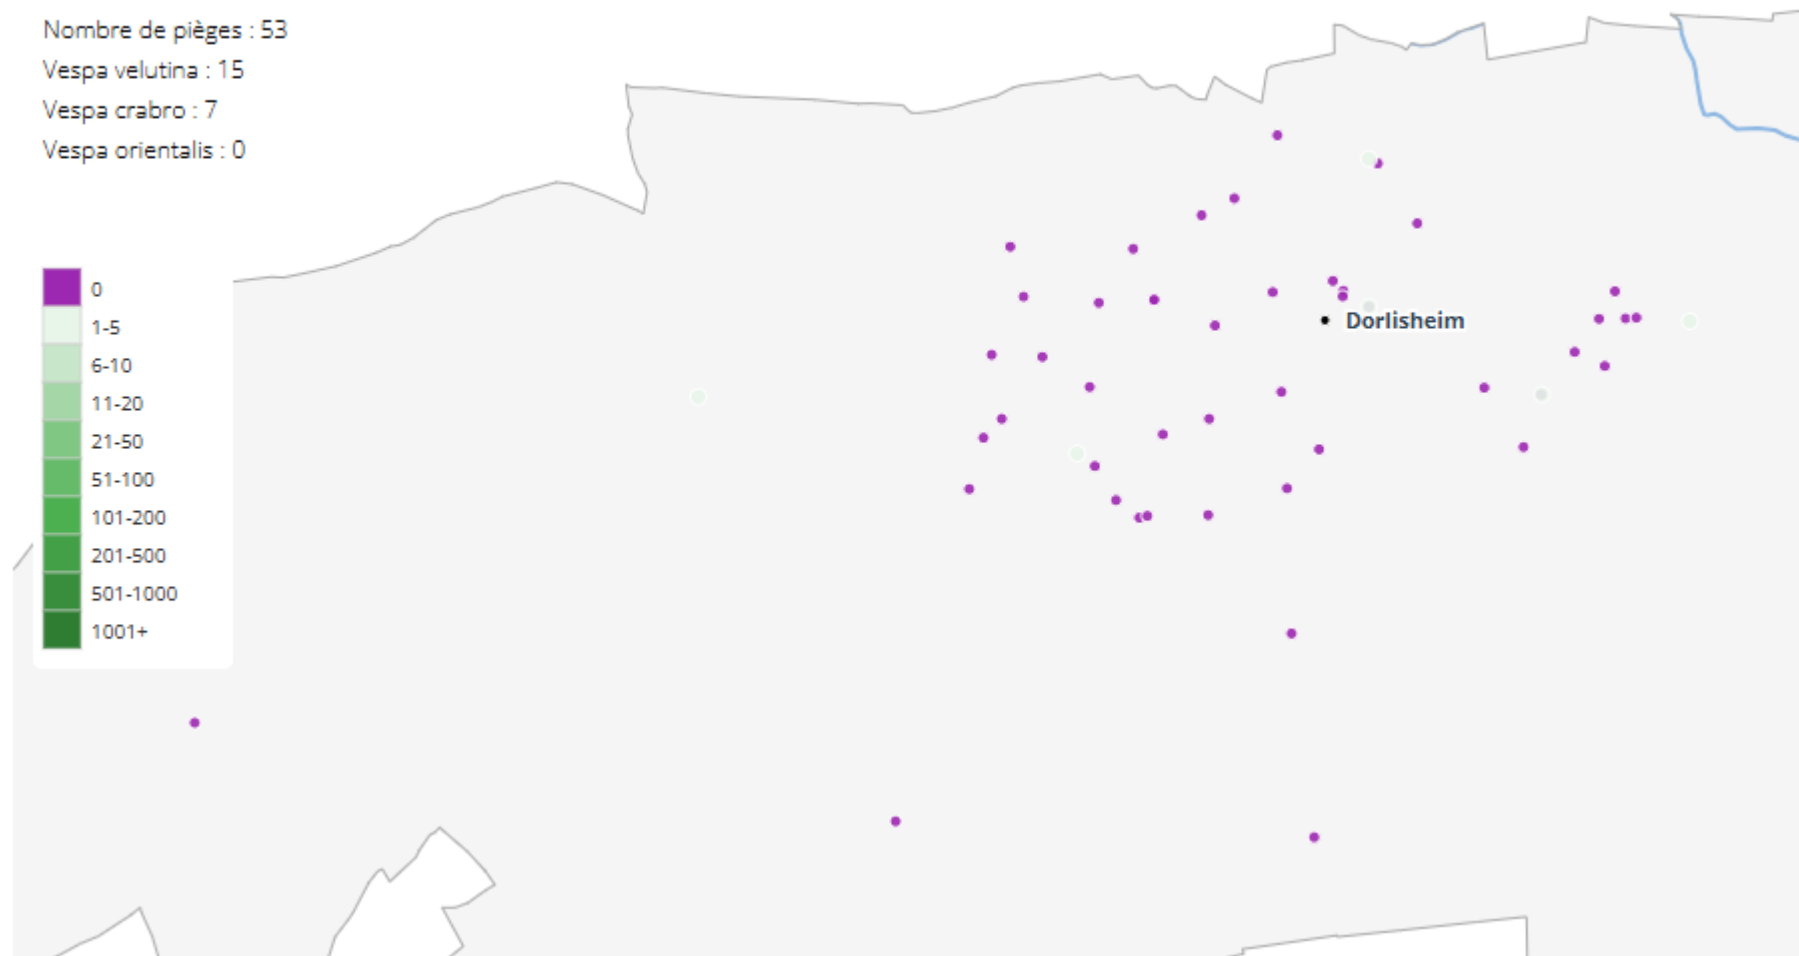 Nombre de pièges : 53
Vespa velutina : 15
Vespa crabro : 7
Vespa orientalis : 0
0
1-5
6-10
11-20
21-50
51-100
101-200
201-500
501-1000
1001+
Dorlisheim